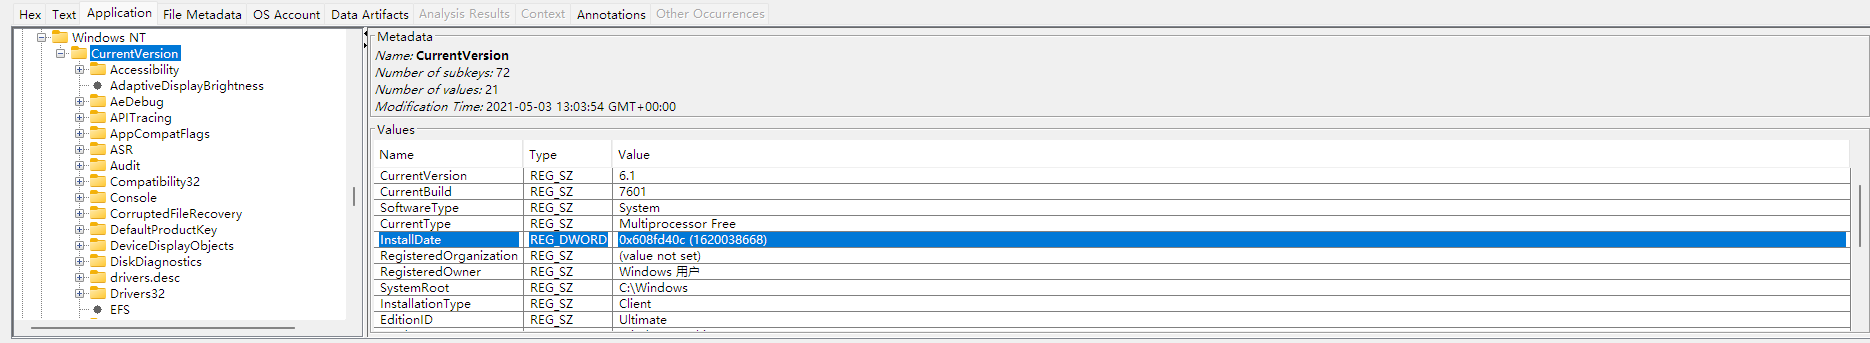 Hex Text Application File Metadata OS Account Data Artifacts Analysis Results Context Annotations Other Occurrences
Windows NT
CurrentVersion
Accessibility
AdaptiveDisplayBrightness
AeDebug
APITracing
AppCompatFlags
ASR
Audit
Compatibility32
Console
CorruptedFileRecovery
DefaultProductKey
DeviceDisplayObjects
DiskDiagnostics
drivers.desc
Drivers32
EFS
Metadata
Name: CurrentVersion
Number of subkeys: 72
Number of values: 21
Modification Time: 2021-05-03 13:03:54 GMT+00:00
Values
Name Type Value
CurrentVersion REG_SZ 6.1
CurrentBuild REG_SZ 7601
SoftwareType REG_SZ System
CurrentType REG_SZ Multiprocessor Free
InstallDate REG_DWORD 0x608fd40c (1620038668)
RegisteredOrganization REG_SZ (value not set)
RegisteredOwner REG_SZ Windows 用户
SystemRoot REG_SZ C:\Windows
InstallationType REG_SZ Client
EditionID REG_SZ Ultimate